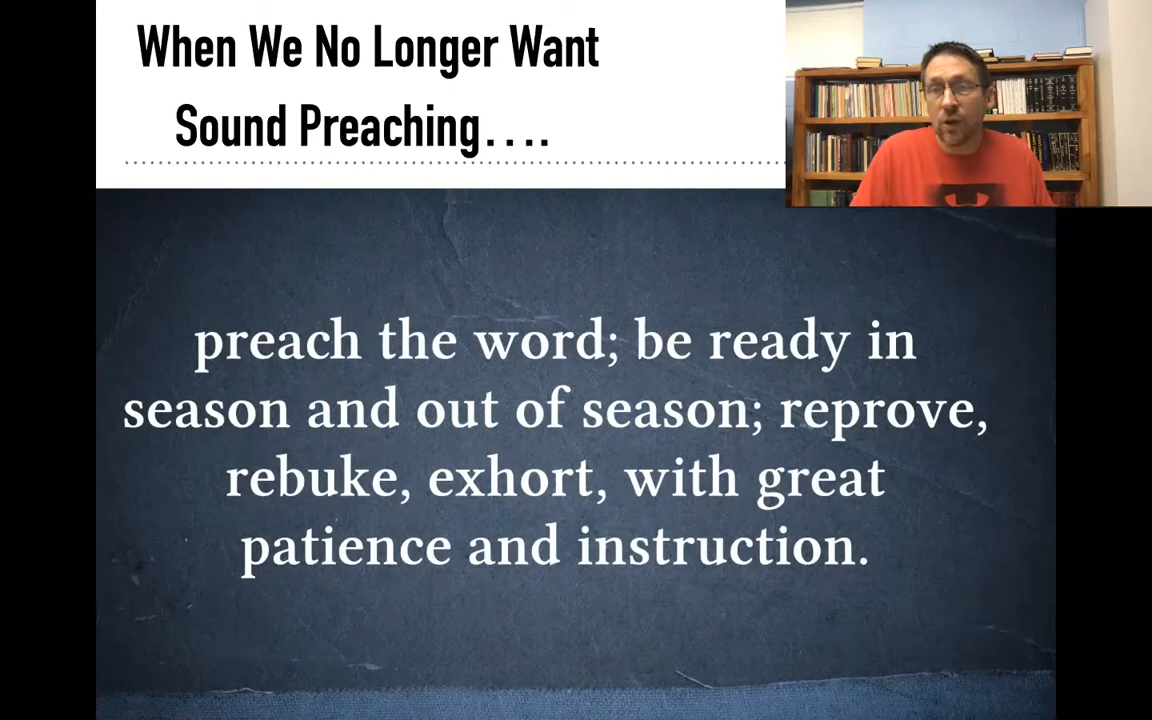 When We No Longer Want
Sound Preaching....
preach the word; be ready in
season and out of season; reprove,
rebuke, exhort, with great
patience and instruction.